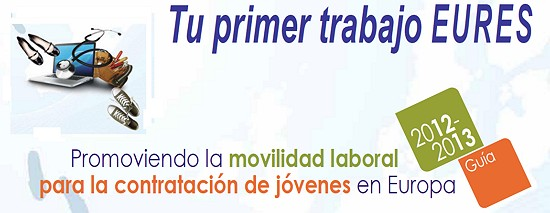 Tu primer trabajo EURES
Promoviendo la movilidad laboral
para la contratación de jóvenes en Europa
2012-
2013
Guía